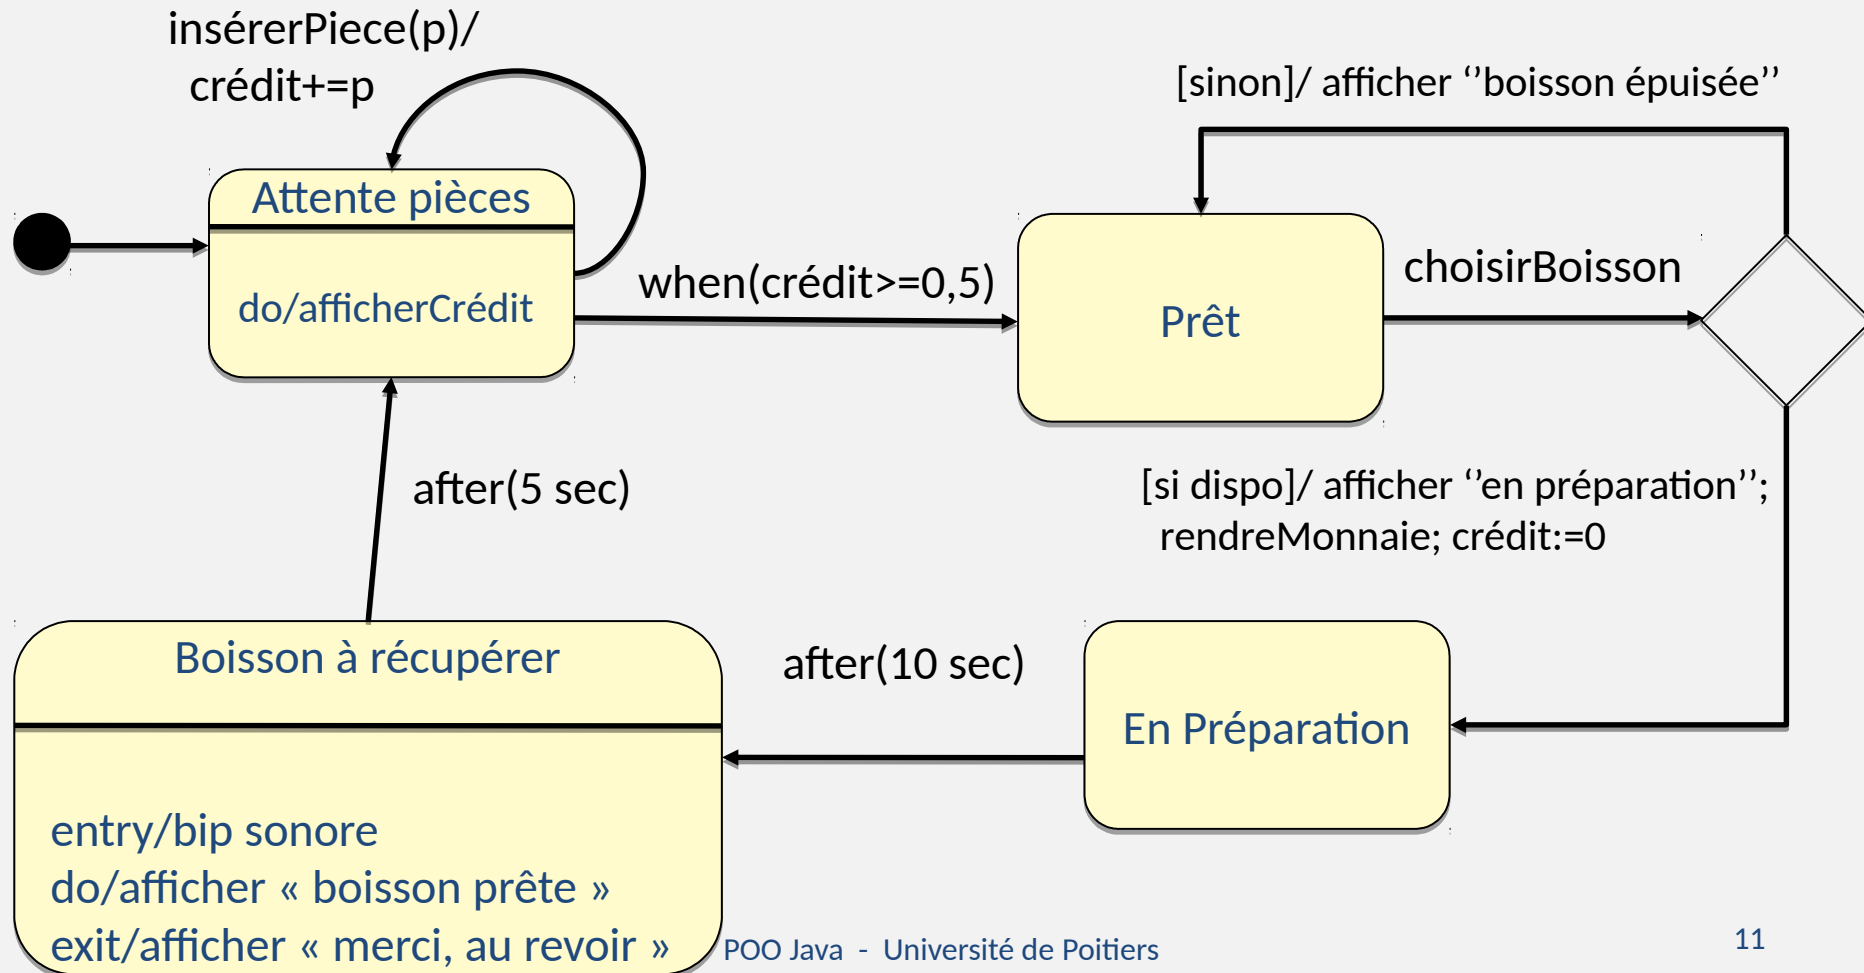 insérerPiece(p)/
crédit+=p
[sinon]/ afficher ‘’boisson épuisée’’
Attente pièces
do/afficherCrédit
when(crédit>=0,5)
Prêt
choisirBoisson
after(5 sec)
[si dispo]/ afficher ‘’en préparation’’;
rendreMonnaie; crédit:=0
Boisson à récupérer
after(10 sec)
En Préparation
entry/bip sonore
do/afficher « boisson prête »
exit/afficher « merci, au revoir »
POO Java - Université de Poitiers
11